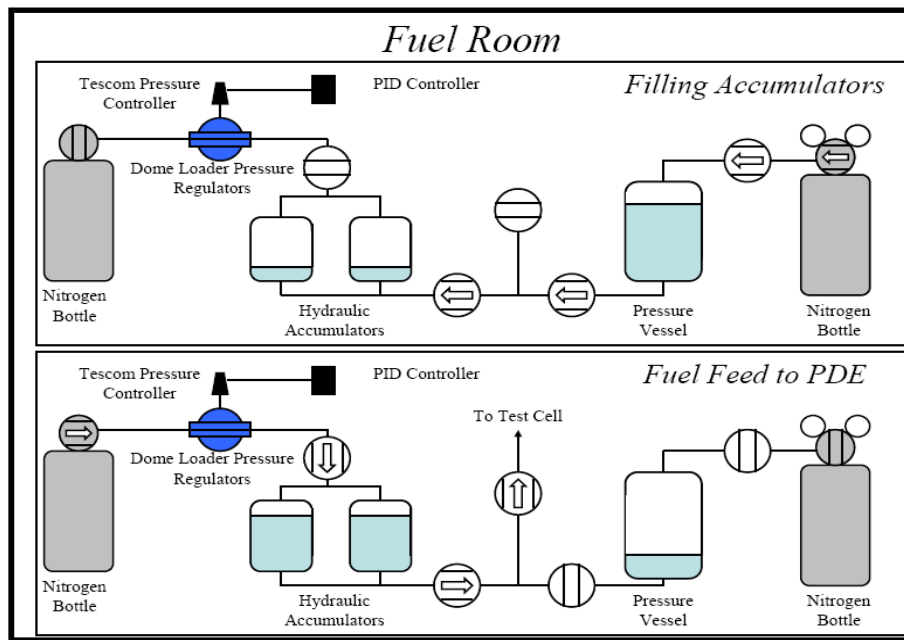 Fuel Room
Tescom Pressure
Controller
PID Controller
Filling Accumulators
Dome Loader Pressure
Regulators
Nitrogen
Bottle
Hydraulic
Accumulators
Pressure
Vessel
Nitrogen
Bottle
Tescom Pressure
Controller
PID Controller
Fuel Feed to PDE
To Test Cell
Dome Loader Pressure
Regulators
Nitrogen
Bottle
Hydraulic
Accumulators
Pressure
Vessel
Nitrogen
Bottle